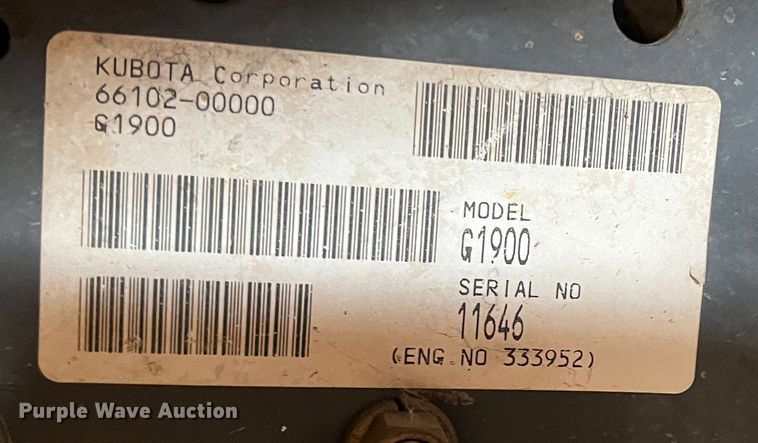 KUBOTA Corporation
66102-00000
G1900
MODEL
G1900
SERIAL NO
11646
(ENG.NO 333952)
Purple Wave Auction